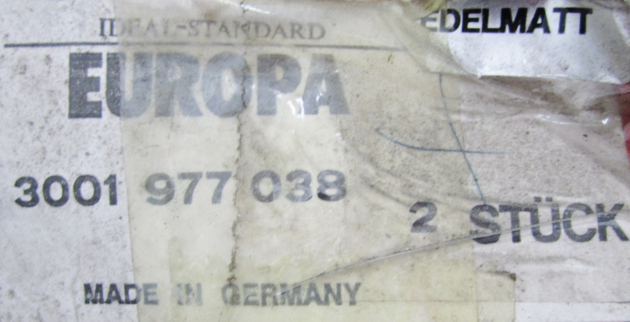 IDEAL-STANDARD
EDELMATT
EUROPA
3001 977 038
2 STÜCK
MADE IN GERMANY